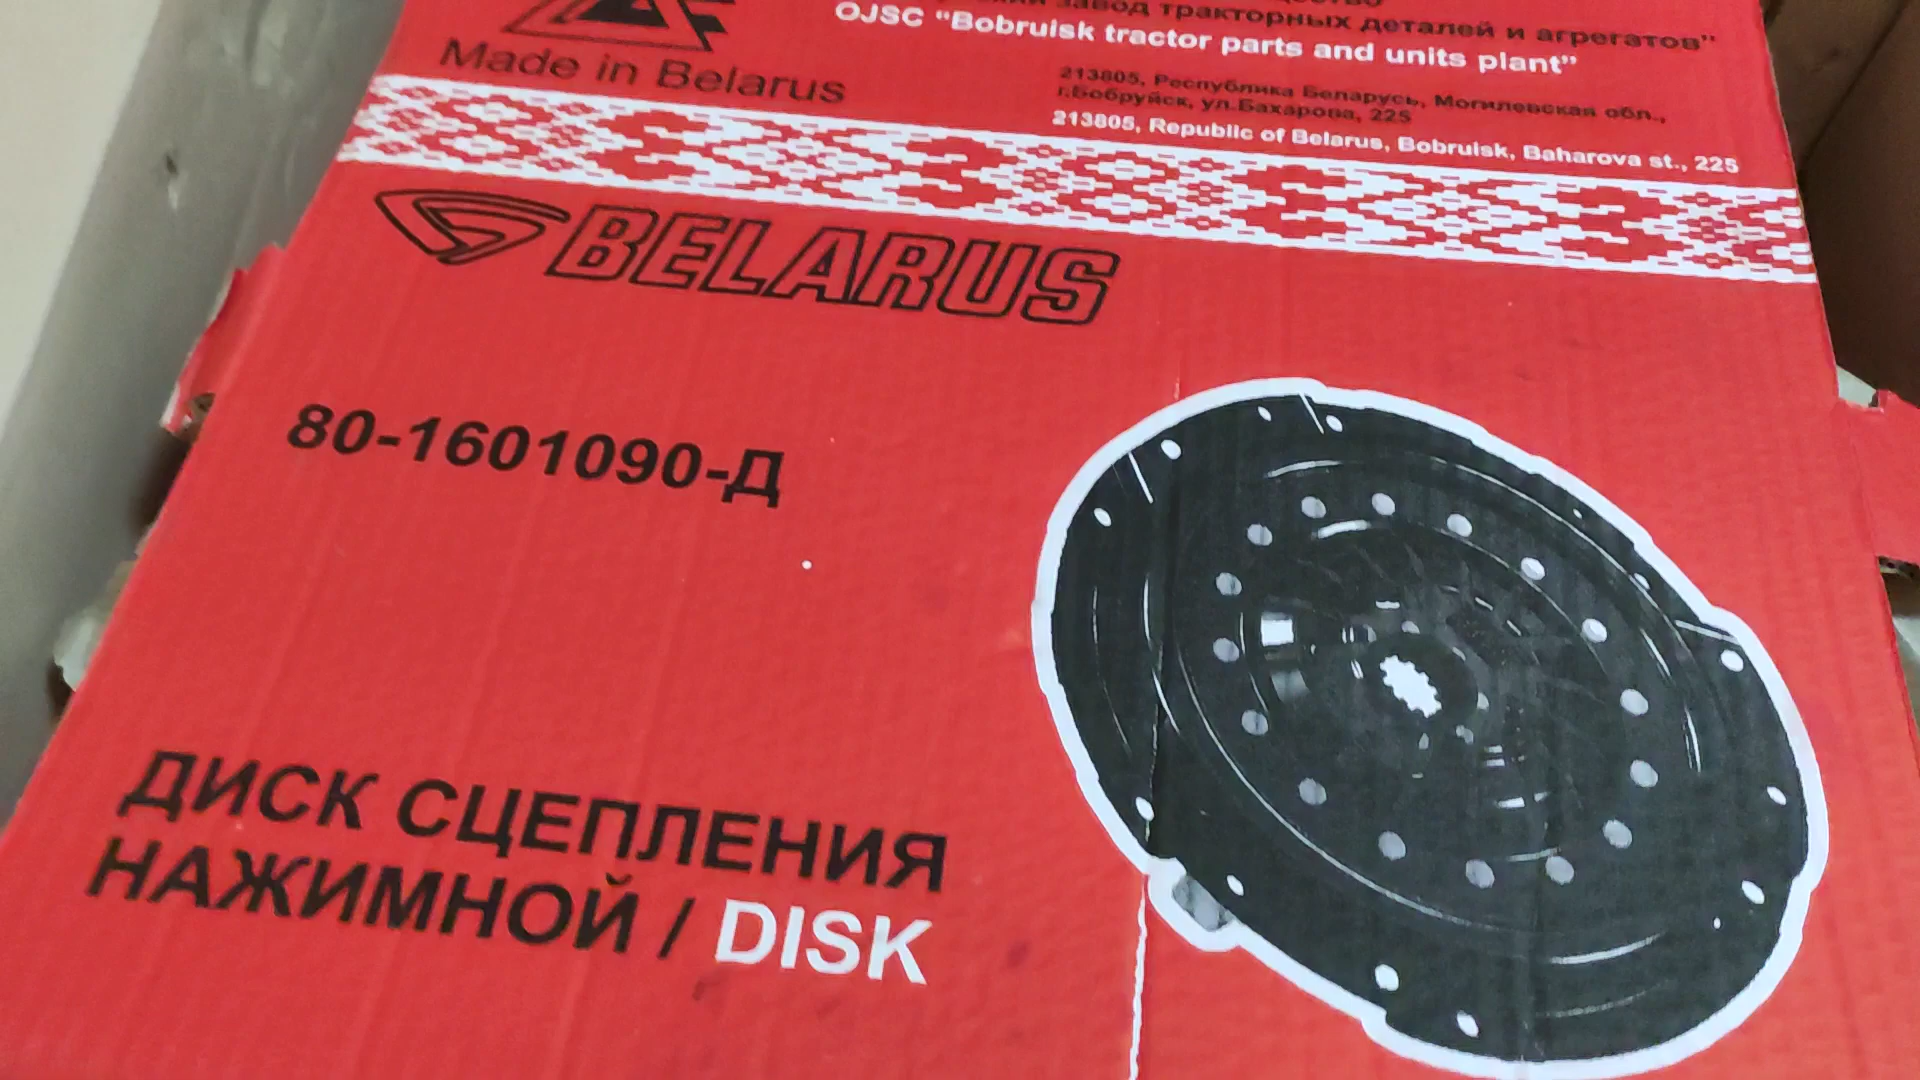 Made in Belarus
завод тракторных деталей и агрегатов"
OJSC "Bobruisk tractor parts and units plant"
213805, Республика Беларусь, Могилевская обл.,
г.Бобруйск, ул.Бахарова, 225
213805, Republic of Belarus, Bobruisk, Baharova st., 225
BELARUS
80-1601090-Д
ДИСК СЦЕПЛЕНИЯ
НАЖИМНОЙ / DISK